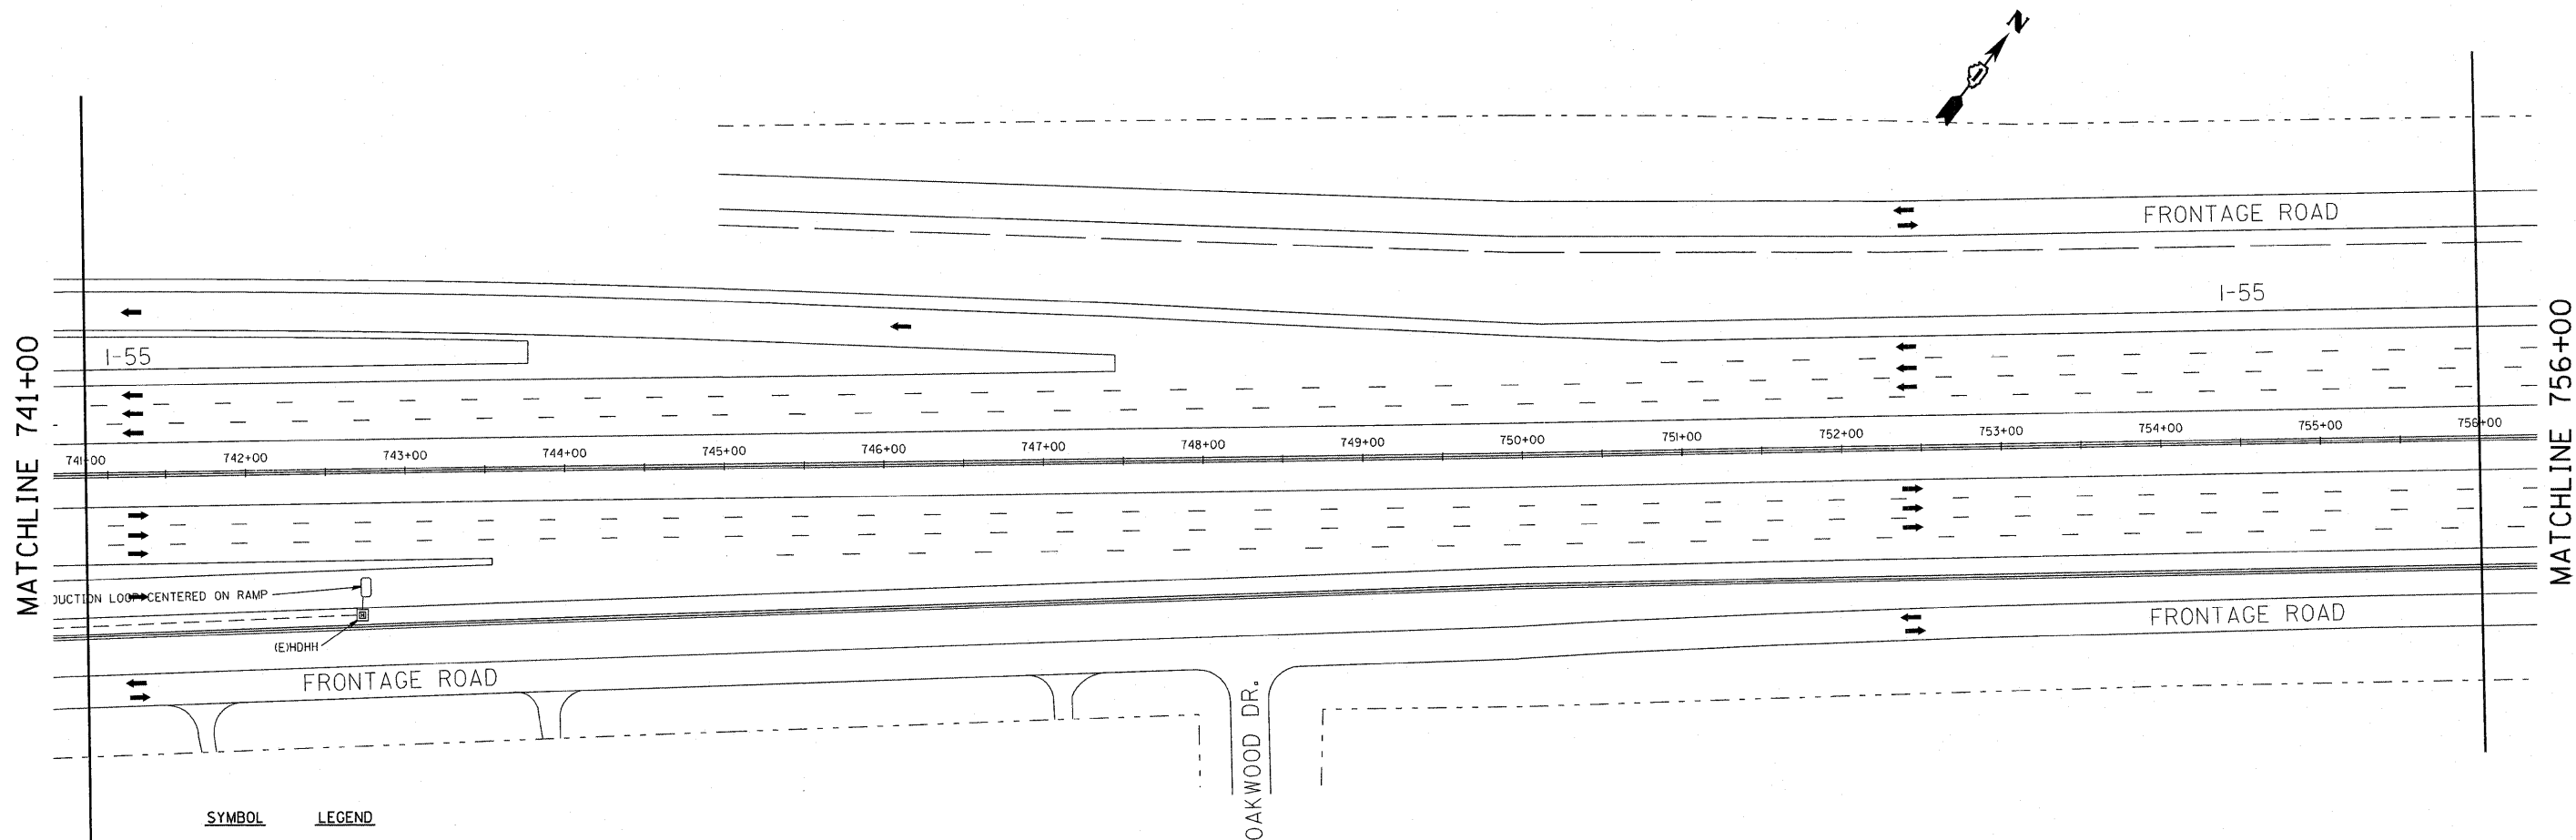 N
FRONTAGE ROAD
I-55
I-55
MATCHLINE 741+00
MATCHLINE 756+00
741+00
742+00
743+00
744+00
745+00
746+00
747+00
748+00
749+00
750+00
751+00
752+00
753+00
754+00
755+00
756+00
DUCTION LOOP CENTERED ON RAMP
(E)HDHH
FRONTAGE ROAD
FRONTAGE ROAD
OAKWOOD DR.
SYMBOL LEGEND